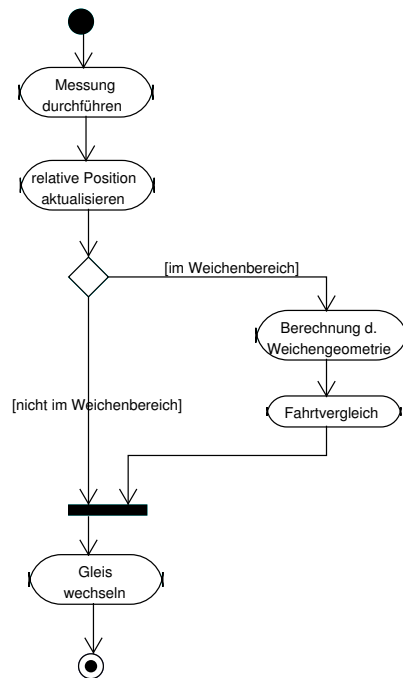 Messung
durchführen
relative Position
aktualisieren
[im Weichenbereich]
Berechnung d.
Weichengeometrie
[nicht im Weichenbereich]
Fahrtvergleich
Gleis
wechseln